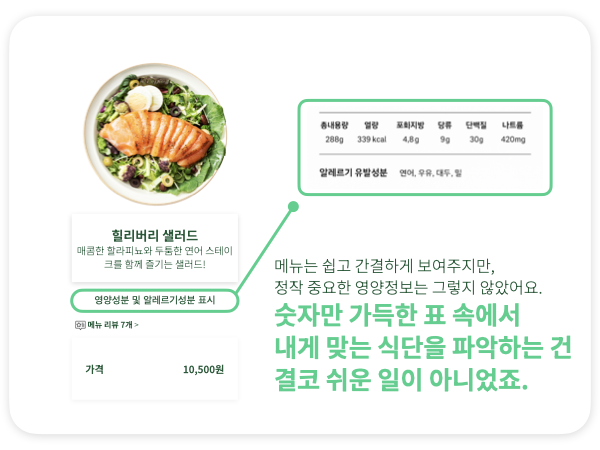 힐리버리 샐러드
매콤한 할라피뇨와 두툼한 연어 스테이
크를 함께 즐기는 샐러드!
영양성분 및 알레르기성분 표시
메뉴 리뷰 7개 >
가격 10,500원
총내용량 열량 포화지방 당류 단백질 나트륨
288g 339 kcal 4.8g 9g 30g 420mg
알레르기 유발성분 연어, 우유, 대두, 밀
메뉴는 쉽고 간결하게 보여주지만,
정작 중요한 영양정보는 그렇지 않았어요.
숫자만 가득한 표 속에서
내게 맞는 식단을 파악하는 건
결코 쉬운 일이 아니었죠.